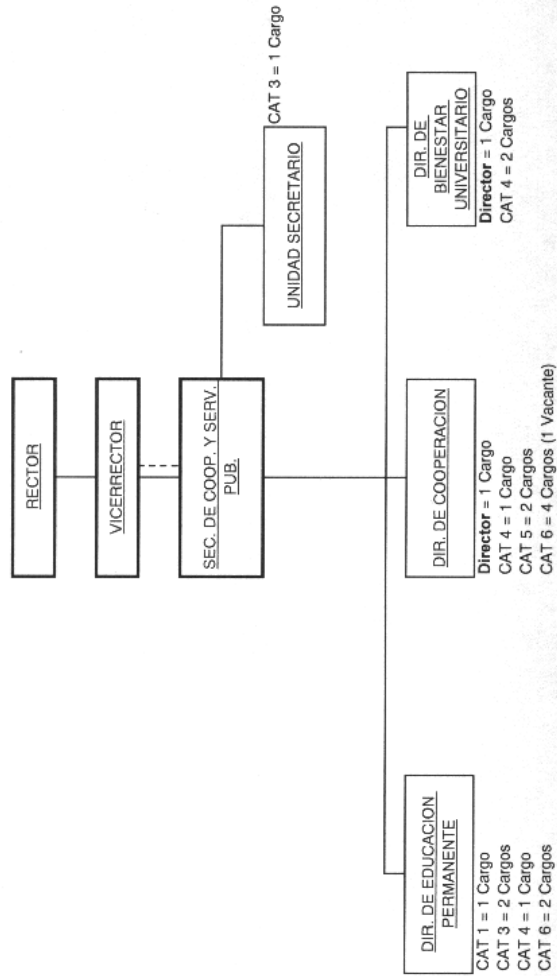 RECTOR
VICERRECTOR
SEC. DE COOP. Y SERV.
PUB.
UNIDAD SECRETARIO
CAT 3 = 1 Cargo
DIR. DE EDUCACION
PERMANENTE
CAT 1 = 1 Cargo
CAT 3 = 2 Cargos
CAT 4 = 1 Cargo
CAT 6 = 2 Cargos
DIR. DE COOPERACION
Director = 1 Cargo
CAT 4 = 1 Cargo
CAT 5 = 2 Cargos
CAT 6 = 4 Cargos (1 Vacante)
DIR. DE
BIENESTAR
UNIVERSITARIO
Director = 1 Cargo
CAT 4 = 2 Cargos